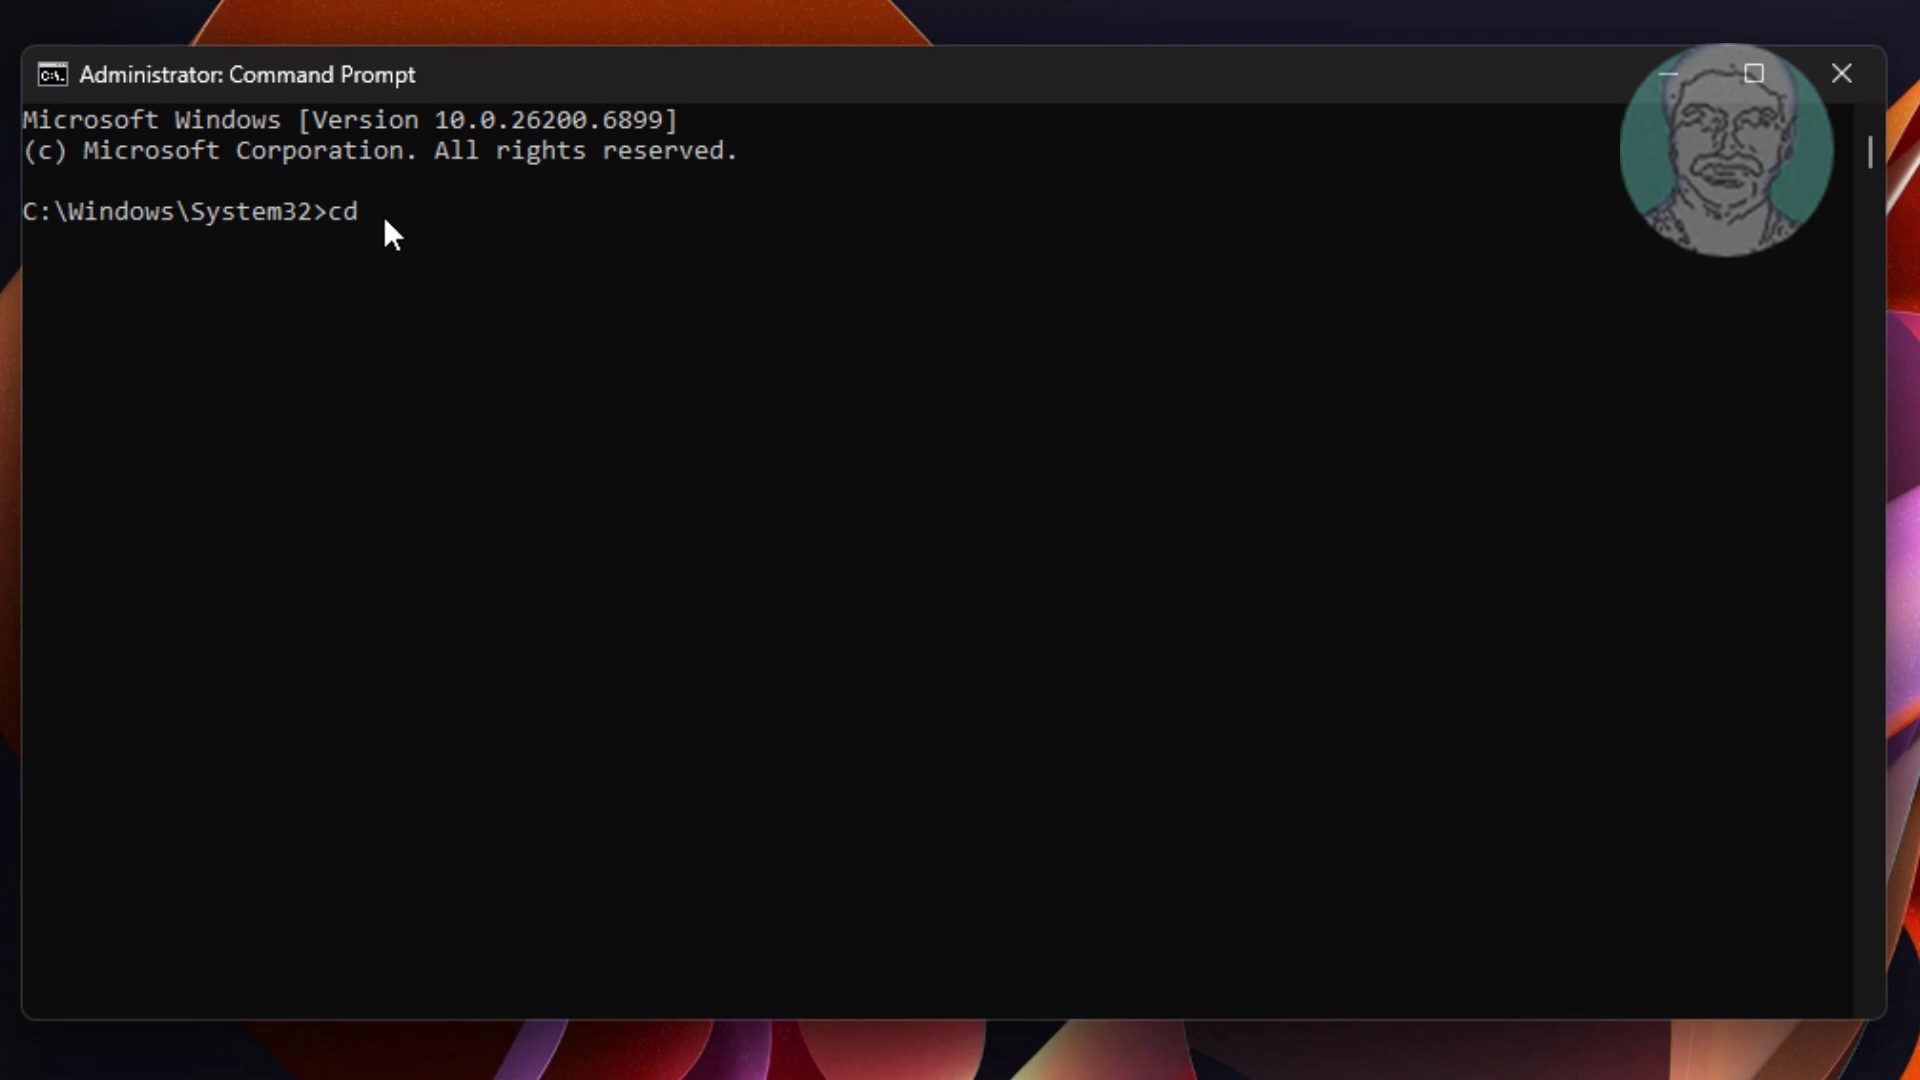 Administrator: Command Prompt
Microsoft Windows [Version 10.0.26200.6899]
(c) Microsoft Corporation. All rights reserved.
C:\Windows\System32>cd